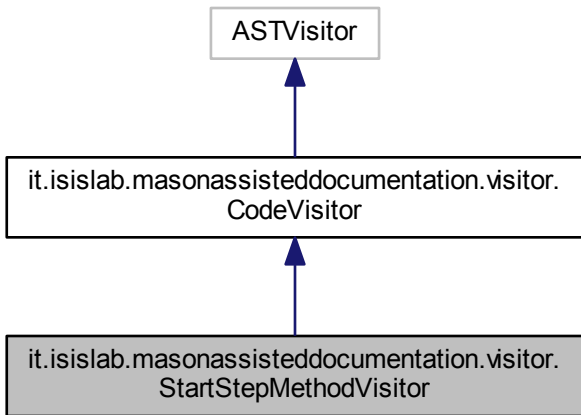 ASTVisitor
it.isislab.masonassisteddocumentation.visitor.
CodeVisitor
it.isislab.masonassisteddocumentation.visitor.
StartStepMethodVisitor